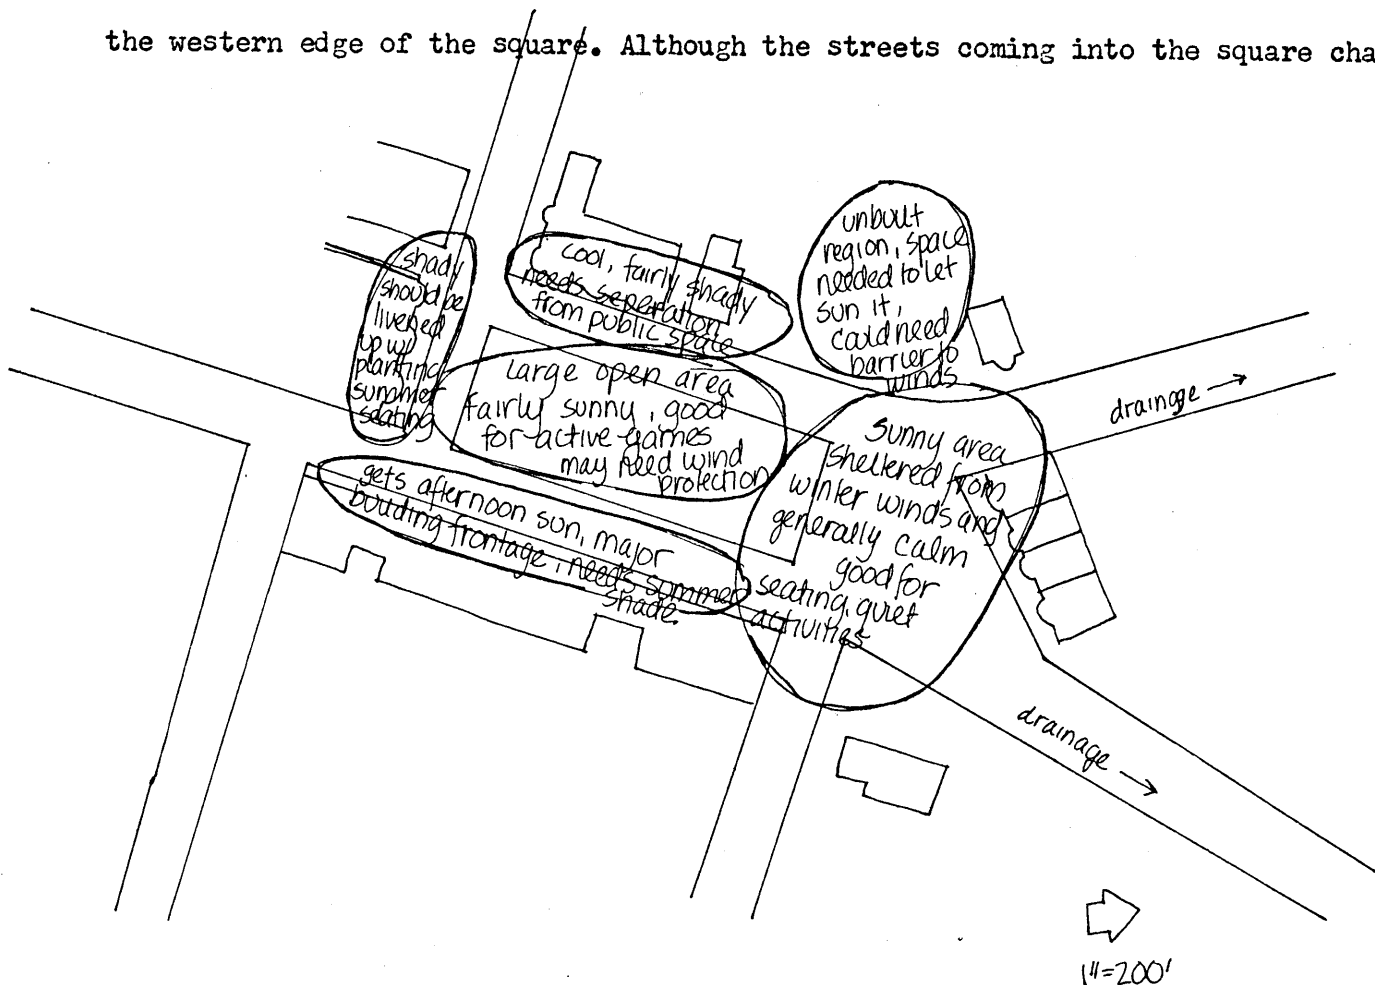 the western edge of the square. Although the streets coming into the square cha
unbuilt
region, space
needed to let
sun it,
could need
barrier to
winds
cool, fairly shady
needs seperation
from public space
shady
should be
livened
up w/
planting
summer
seating
Large open area
fairly sunny, good
for active games
may need wind
protection
drainage →
Sunny area
sheltered from
winter winds and
generally calm
good for
seating, quiet
activities
gets afternoon sun, major
building frontage, needs summer
shade.
drainage →
1"=200'